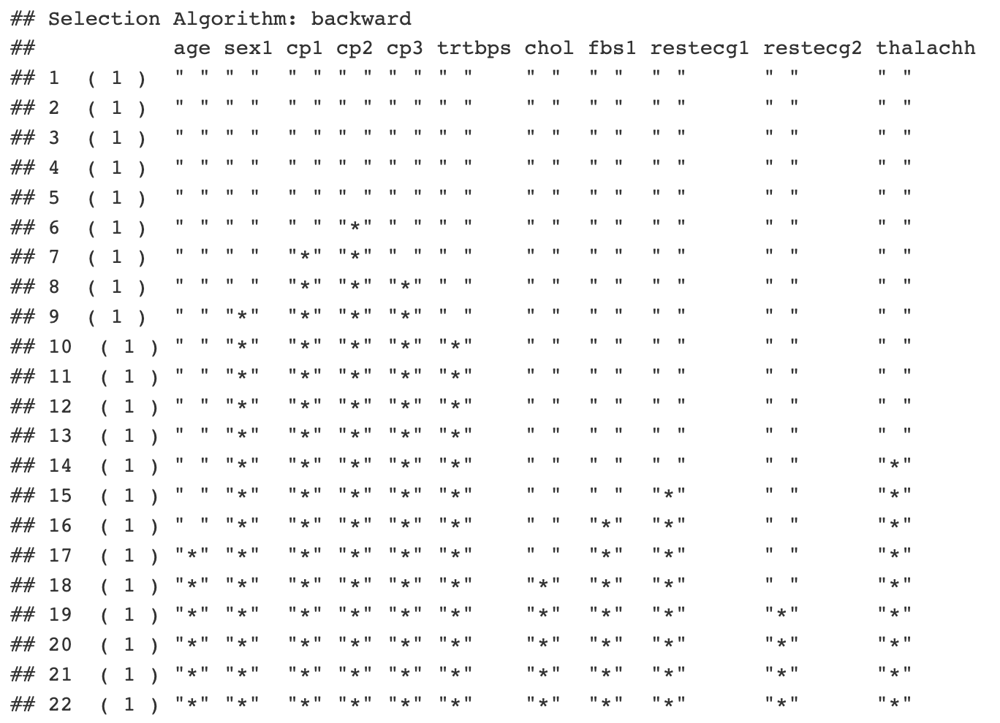 ## Selection Algorithm: backward
##           age sex1 cp1 cp2 cp3 trtbps chol fbs1 restecg1 restecg2 thalachh
## 1  ( 1 )  " " " "  " " " " " " " "    " "  " "  " "      " "      " "
## 2  ( 1 )  " " " "  " " " " " " " "    " "  " "  " "      " "      " "
## 3  ( 1 )  " " " "  " " " " " " " "    " "  " "  " "      " "      " "
## 4  ( 1 )  " " " "  " " " " " " " "    " "  " "  " "      " "      " "
## 5  ( 1 )  " " " "  " " " " " " " "    " "  " "  " "      " "      " "
## 6  ( 1 )  " " " "  " " "*" " " " "    " "  " "  " "      " "      " "
## 7  ( 1 )  " " " "  "*" "*" " " " "    " "  " "  " "      " "      " "
## 8  ( 1 )  " " " "  "*" "*" "*" " "    " "  " "  " "      " "      " "
## 9  ( 1 )  " " "*"  "*" "*" "*" " "    " "  " "  " "      " "      " "
## 10  ( 1 ) " " "*"  "*" "*" "*" "*"    " "  " "  " "      " "      " "
## 11  ( 1 ) " " "*"  "*" "*" "*" "*"    " "  " "  " "      " "      " "
## 12  ( 1 ) " " "*"  "*" "*" "*" "*"    " "  " "  " "      " "      " "
## 13  ( 1 ) " " "*"  "*" "*" "*" "*"    " "  " "  " "      " "      " "
## 14  ( 1 ) " " "*"  "*" "*" "*" "*"    " "  " "  " "      " "      "*"
## 15  ( 1 ) " " "*"  "*" "*" "*" "*"    " "  " "  "*"      " "      "*"
## 16  ( 1 ) " " "*"  "*" "*" "*" "*"    " "  "*"  "*"      " "      "*"
## 17  ( 1 ) "*" "*"  "*" "*" "*" "*"    " "  "*"  "*"      " "      "*"
## 18  ( 1 ) "*" "*"  "*" "*" "*" "*"    "*"  "*"  "*"      " "      "*"
## 19  ( 1 ) "*" "*"  "*" "*" "*" "*"    "*"  "*"  "*"      "*"      "*"
## 20  ( 1 ) "*" "*"  "*" "*" "*" "*"    "*"  "*"  "*"      "*"      "*"
## 21  ( 1 ) "*" "*"  "*" "*" "*" "*"    "*"  "*"  "*"      "*"      "*"
## 22  ( 1 ) "*" "*"  "*" "*" "*" "*"    "*"  "*"  "*"      "*"      "*"